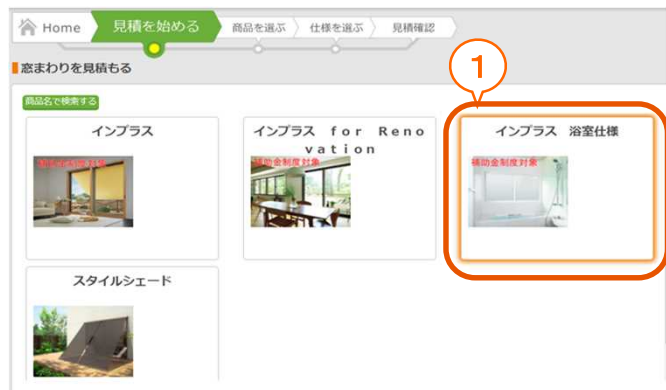 Home 見積を始める 商品を選ぶ 仕様を選ぶ 見積確認
窓まわりを見積もる
1
商品名で検索する
インプラス
補助金制度対象
インプラス for Reno
vation
補助金制度対象
インプラス 浴室仕様
補助金制度対象
スタイルシェード